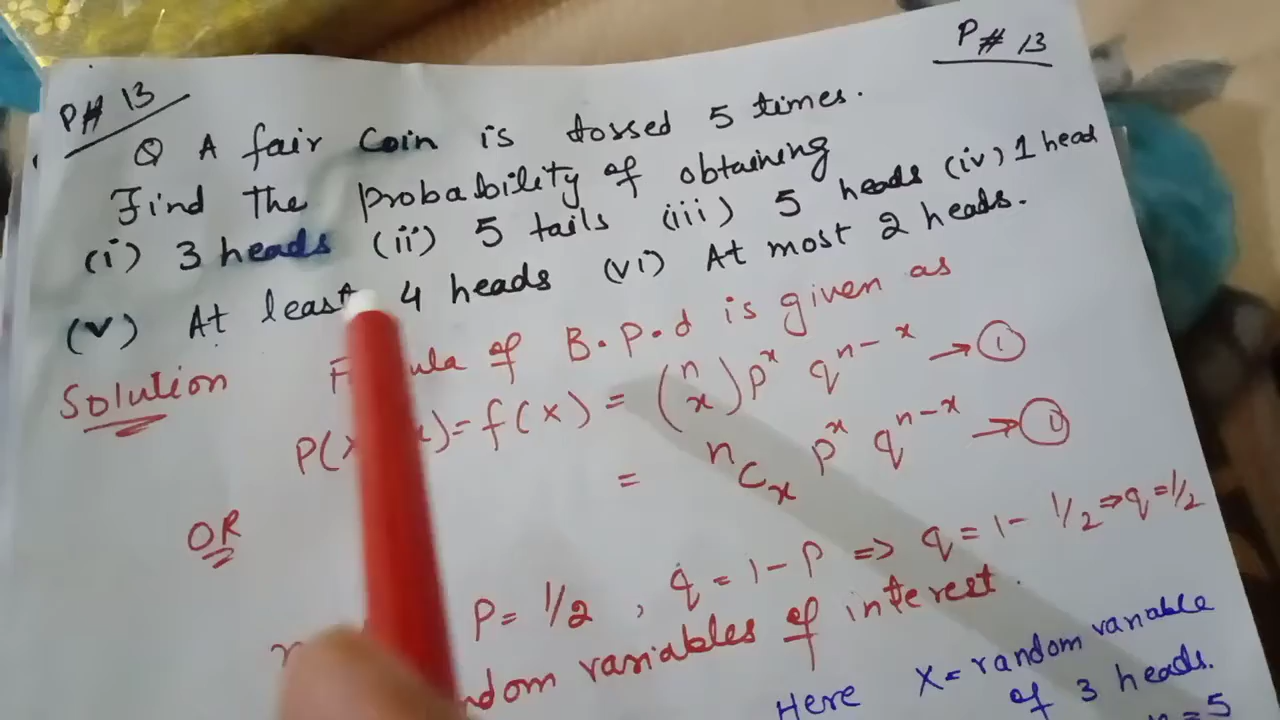 P# 13
P# 13
Q A fair Coin is tossed 5 times.
Find the probability of obtaining
(i) 3 heads (ii) 5 tails (iii) 5 heads (iv) 1 head
(v) At least 4 heads (vi) At most 2 heads.
Solution of B.p.d is given as
= f(x) = (n x) p^x q^n-x → ①
OR = nCx p^x q^n-x → ①
P = 1/2 , q = 1 - P => q = 1 - 1/2 => q = 1/2
variables of interest.
Here X = random variable
of 3 heads.
= 5